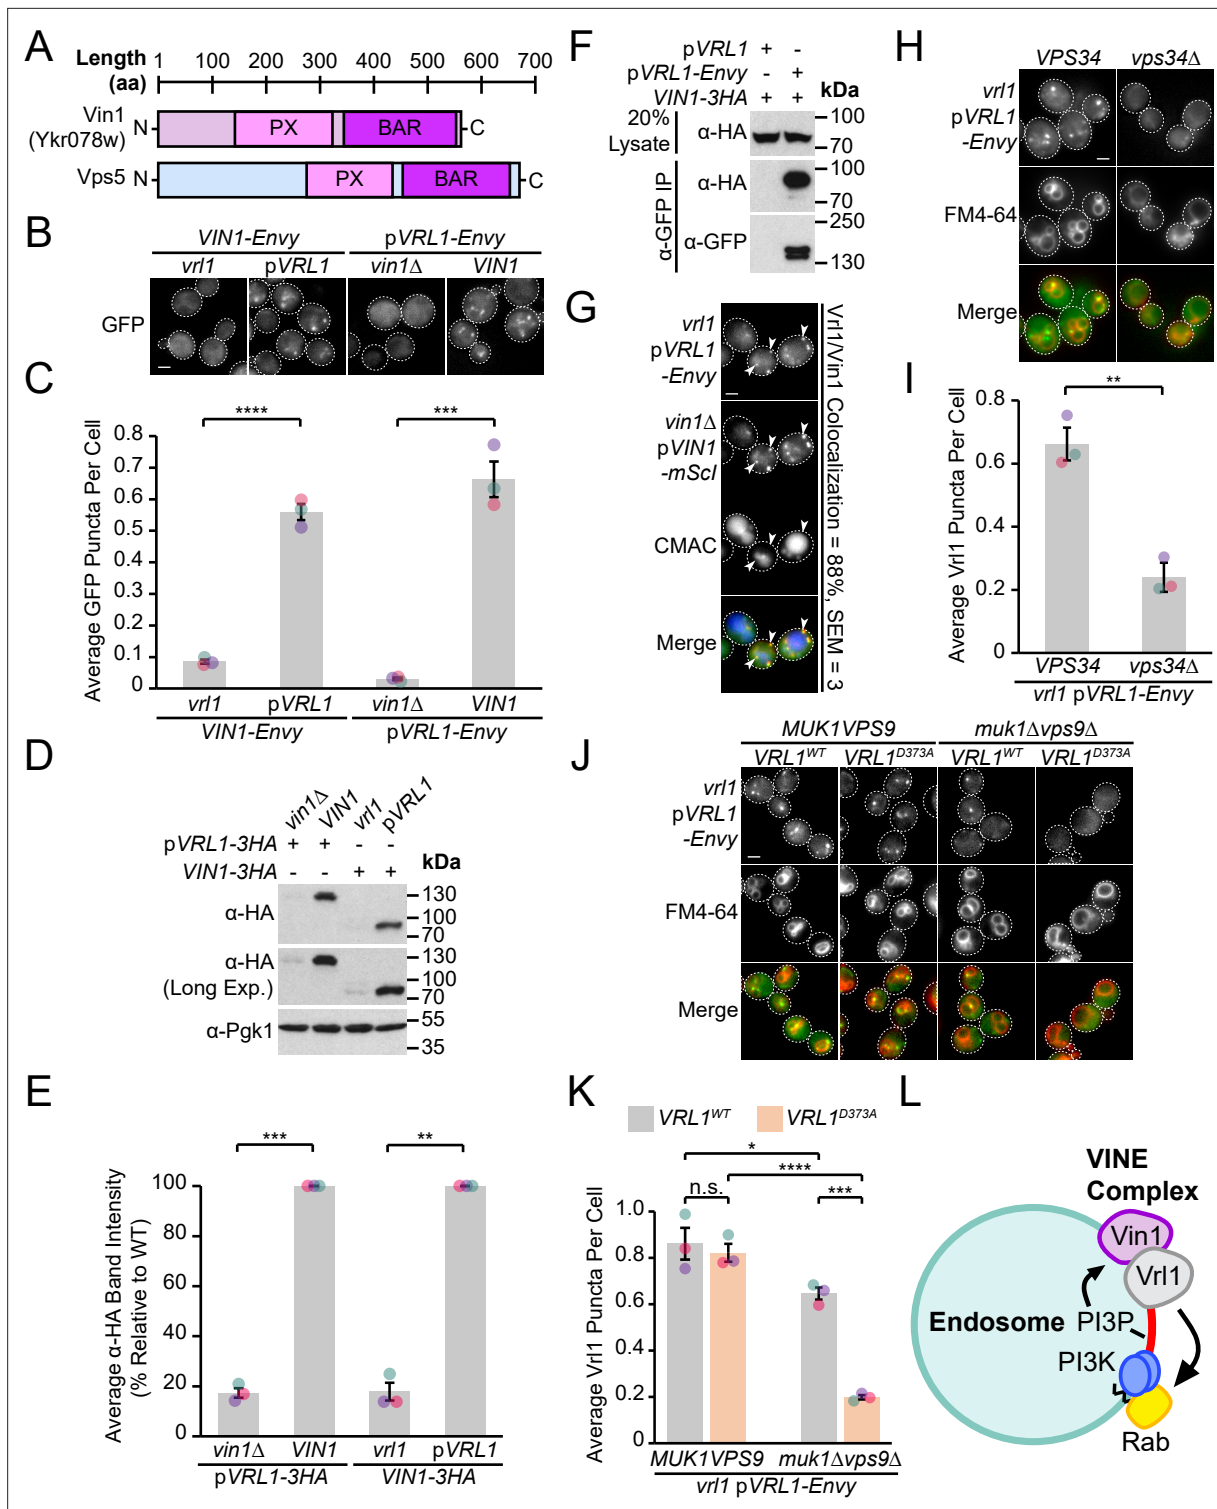 A
Length (aa)
1 100 200 300 400 500 600 700
Vin1 (Ykr078w) N PX BAR C
Vps5 N PX BAR C
B
VIN1-Envy pVRL1-Envy
vrl1 pVRL1 vin1Δ VIN1
GFP
C
Average GFP Puncta Per Cell
0.8
0.7
0.6
0.5
0.4
0.3
0.2
0.1
0
**** ***
vrl1 pVRL1 vin1Δ VIN1
VIN1-Envy pVRL1-Envy
D
vin1Δ VIN1 vrl1 pVRL1
pVRL1-3HA + + - -
VIN1-3HA - - + +
kDa
α-HA
130
100
70
α-HA (Long Exp.)
130
100
70
α-Pgk1
55
35
E
Average α-HA Band Intensity
(% Relative to WT)
100
80
60
40
20
0
*** **
vin1Δ VIN1 vrl1 pVRL1
pVRL1-3HA VIN1-3HA
F
pVRL1 + -
pVRL1-Envy - +
VIN1-3HA + +
kDa
20% Lysate
α-HA
100
70
α-GFP IP
α-HA
100
70
α-GFP
250
130
G
vrl1
pVRL1
-Envy
vin1Δ
pVIN1
-mScI
CMAC
Merge
Vrl1/Vin1 Colocalization = 88%, SEM = 3
H
VPS34 vps34Δ
vrl1
pVRL1
-Envy
FM4-64
Merge
I
Average Vrl1 Puncta Per Cell
0.8
0.6
0.4
0.2
0
**
VPS34 vps34Δ
vrl1 pVRL1-Envy
J
MUK1VPS9 muk1Δvps9Δ
VRL1WT VRL1D373A VRL1WT VRL1D373A
vrl1
pVRL1
-Envy
FM4-64
Merge
K
VRL1WT VRL1D373A
Average Vrl1 Puncta Per Cell
1.0
0.8
0.6
0.4
0.2
0
*
****
n.s. ***
MUK1VPS9 muk1Δvps9Δ
vrl1 pVRL1-Envy
L
VINE
Complex
Vin1
Vrl1
Endosome PI3P
PI3K
Rab